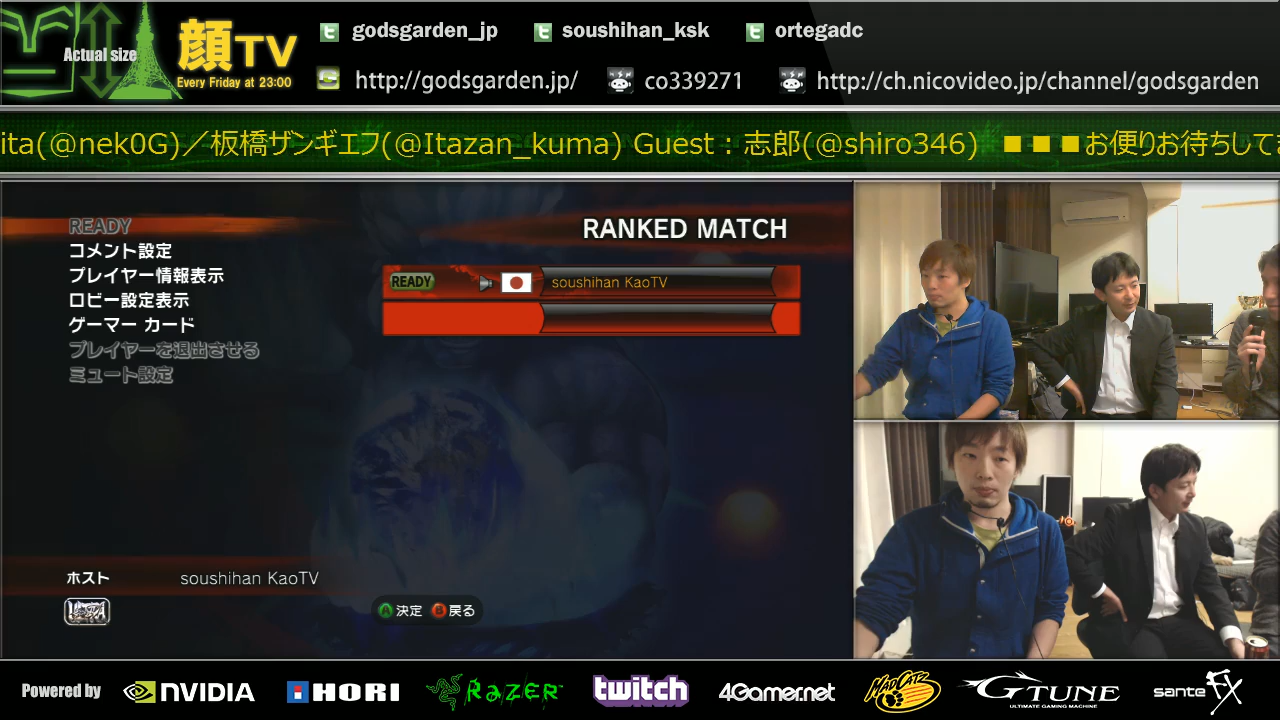 Actual size
顔TV
Every Friday at 23:00
godsgarden_jp soushihan_ksk ortegadc
http://godsgarden.jp/ co339271 http://ch.nicovideo.jp/channel/godsgarden
ita(@nek0G)／板橋ザンギエフ(@Itazan_kuma) Guest : 志郎(@shiro346) ■ ■ ■お便りお待ちしてま
READY
コメント設定
プレイヤー情報表示
ロビー設定表示
ゲーマー カード
プレイヤーを退出させる
ミュート設定
RANKED MATCH
READY soushihan KaoTV
ホスト soushihan KaoTV
A 決定 B 戻る
Powered by NVIDIA HORI RAZER twitch 4Gamer.net MAD CATZ GTUNE ULTIMATE GAMING MACHINE sante FX